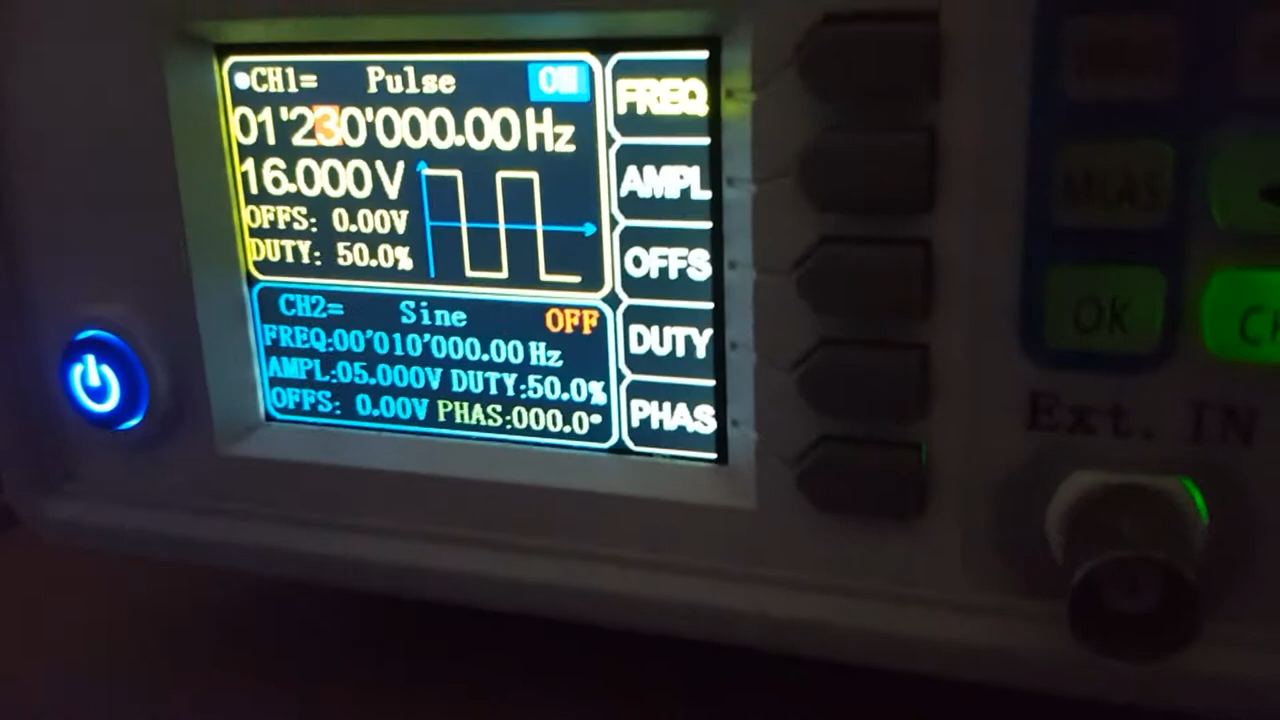 CH1= Pulse ON
01'230'000.00 Hz
16.000 V
OFFS: 0.00V
DUTY: 50.0%
CH2= Sine OFF
FREQ:00'010'000.00 Hz
AMPL:05.000V DUTY:50.0%
OFFS: 0.00V PHAS:000.0°
FREQ
AMPL
OFFS
DUTY
PHAS
MEAS
OK
Ext. IN